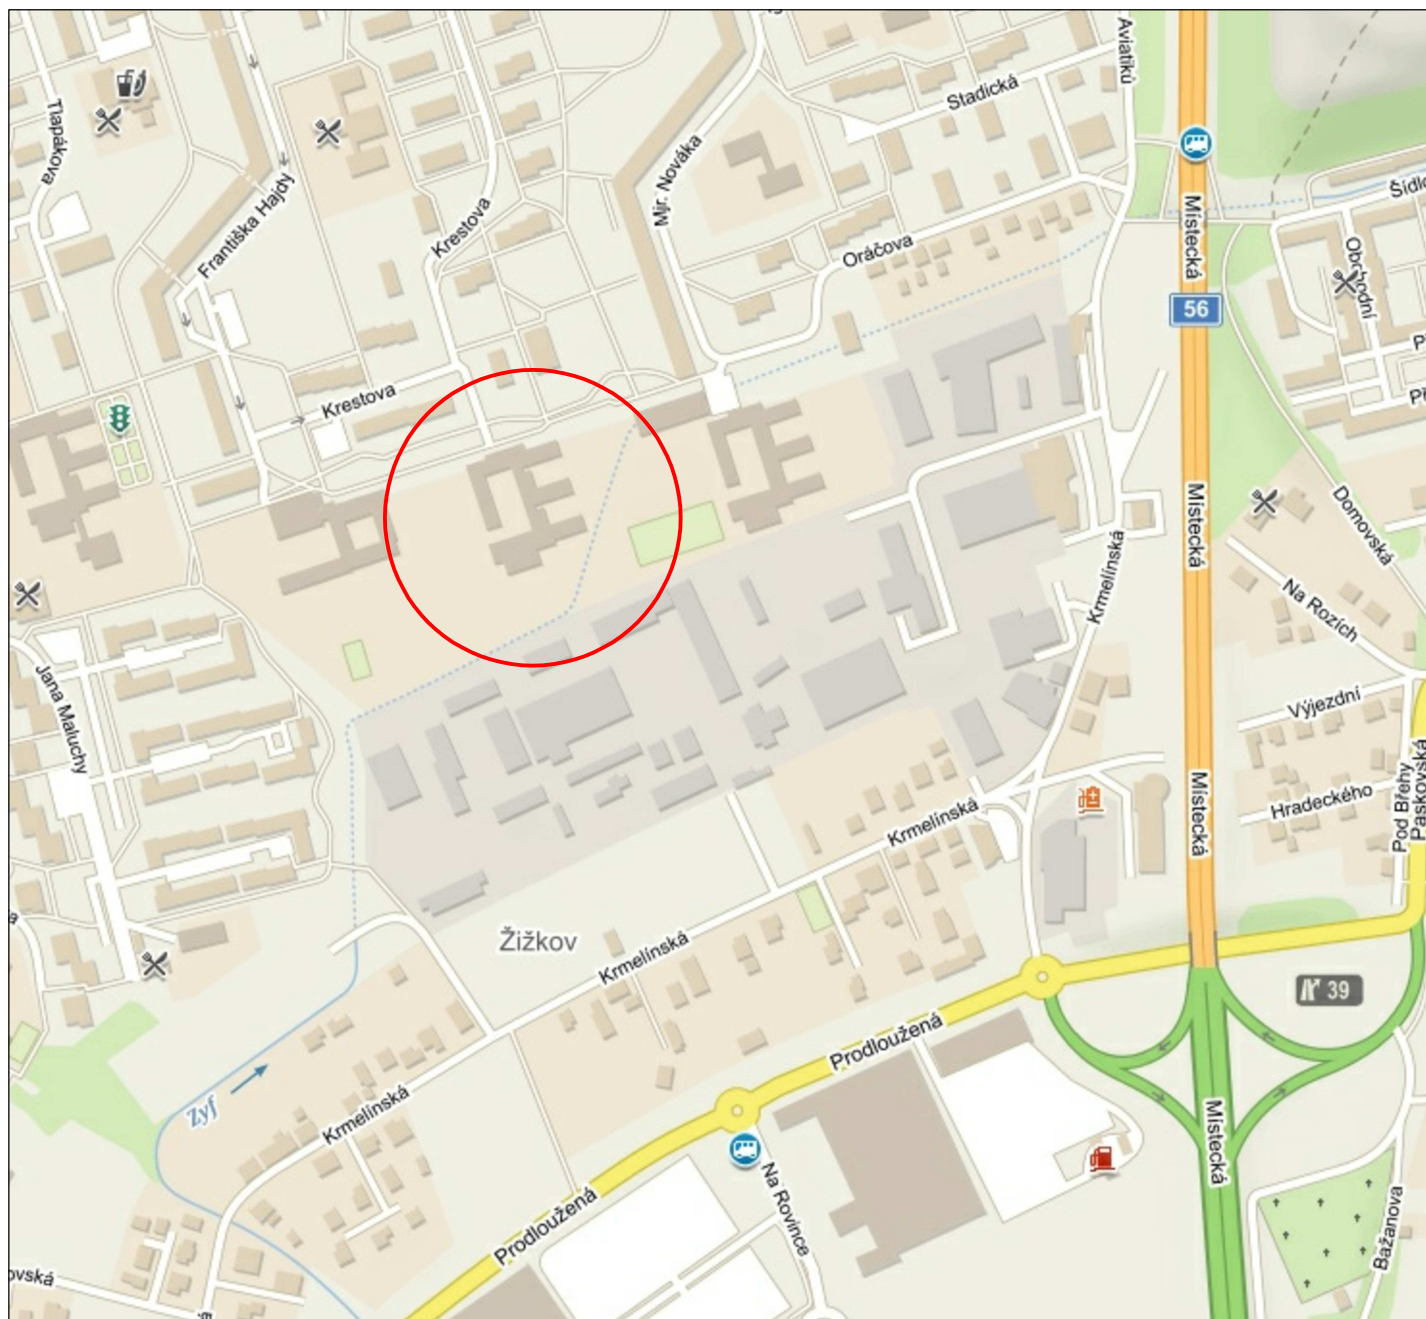 Aviatiků
Stadická
Tlapákova
Mjr. Nováka
Františka Hajdy
Krestova
Místecká
Šídlo
Oráčova
Obchodní
56
Krestova
Místecká
Domovská
Krmelínská
Na Rozích
Jana Maluchy
Výjezdní
Místecká
Hradeckého
Pod Břehy
Paskovská
Krmelínská
Žižkov
Krmelínská
39
Prodloužená
Zyf
Krmelínská
Místecká
Na Rovince
Prodloužená
Bažanova
ovská